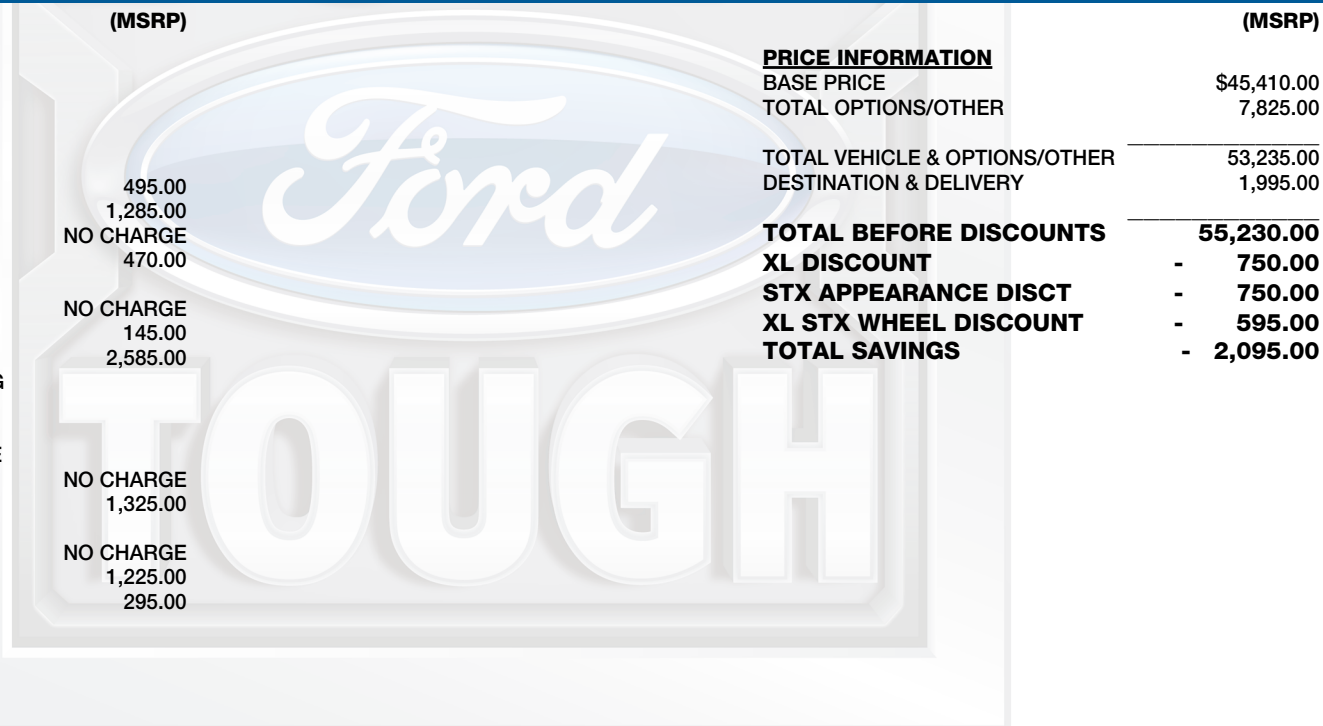 (MSRP)
495.00
1,285.00
NO CHARGE
470.00
NO CHARGE
145.00
2,585.00
G
NO CHARGE
1,325.00
NO CHARGE
1,225.00
295.00
Ford
TOUGH
(MSRP)
PRICE INFORMATION
BASE PRICE $45,410.00
TOTAL OPTIONS/OTHER 7,825.00
TOTAL VEHICLE & OPTIONS/OTHER 53,235.00
DESTINATION & DELIVERY 1,995.00
TOTAL BEFORE DISCOUNTS 55,230.00
XL DISCOUNT - 750.00
STX APPEARANCE DISCT - 750.00
XL STX WHEEL DISCOUNT - 595.00
TOTAL SAVINGS - 2,095.00